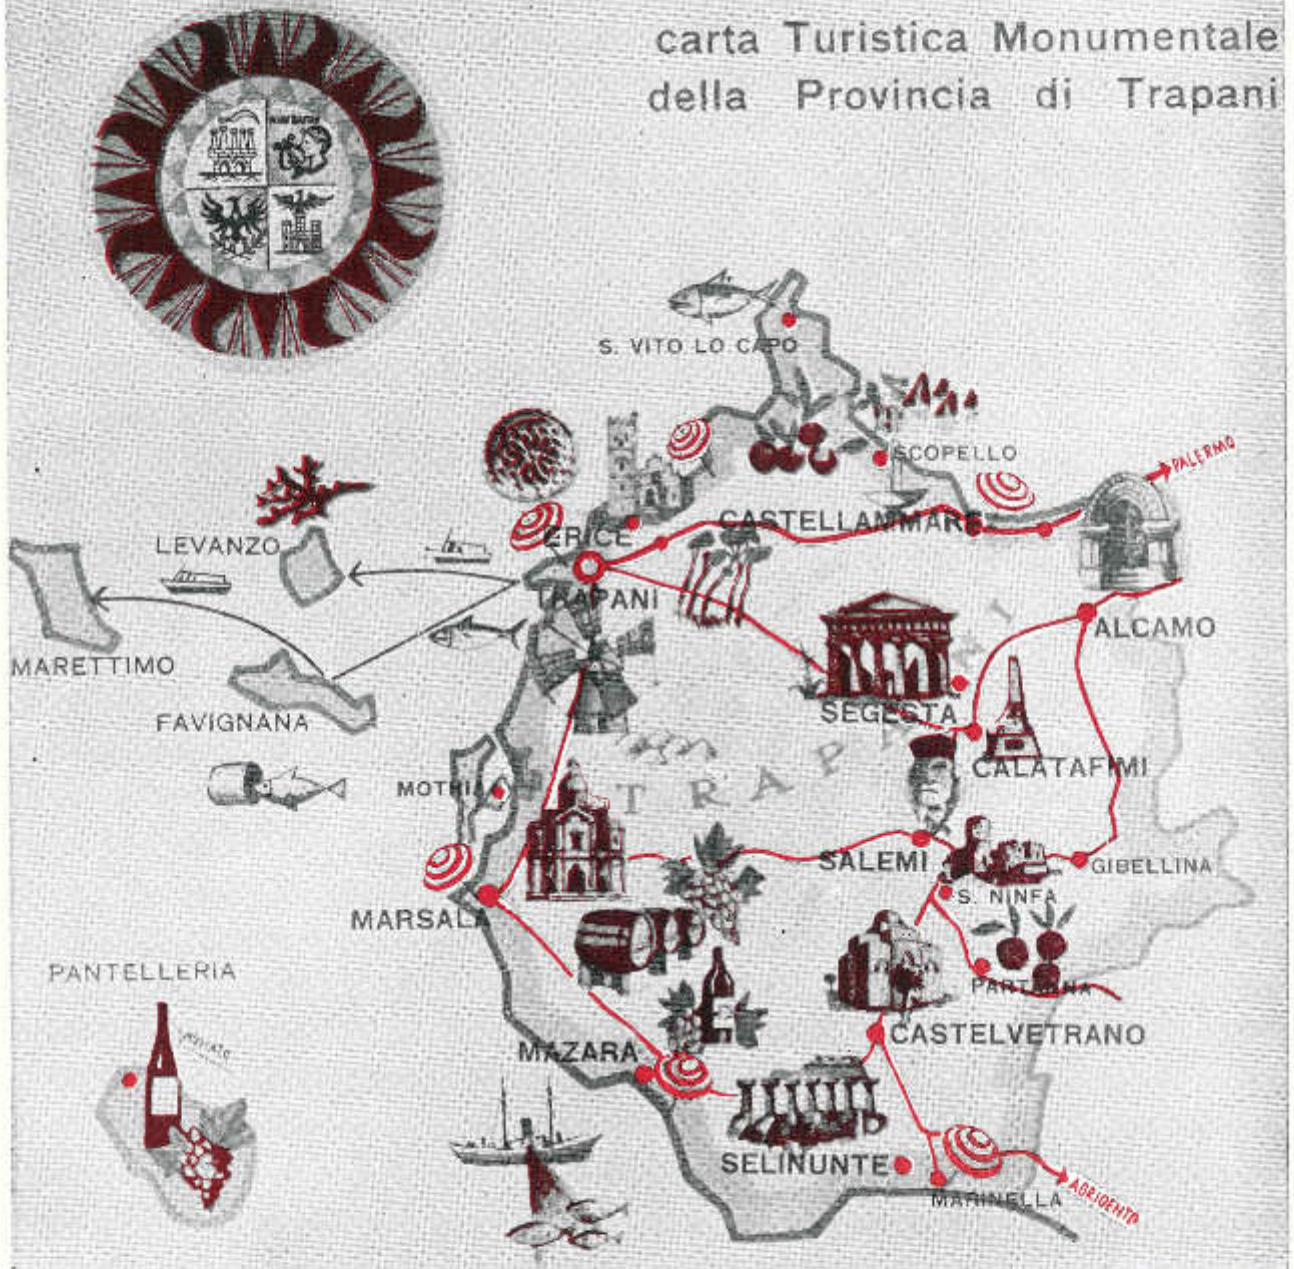 carta Turistica Monumentale
della Provincia di Trapani
S. VITO LO CAPO
SCOPELLO
PALERMO
CASTELLAMMARE
ERICE
LEVANZO
TRAPANI
ALCAMO
MARETTIMO
FAVIGNANA
SEGESTA
CALATAFIMI
MOTHIA
TRAPANI
SALEMI
GIBELLINA
S. NINFA
MARSALA
PANTELLERIA
PARTANNA
CASTELVETRANO
MAZARA
SELINUNTE
MARINELLA
AGRIGENTO